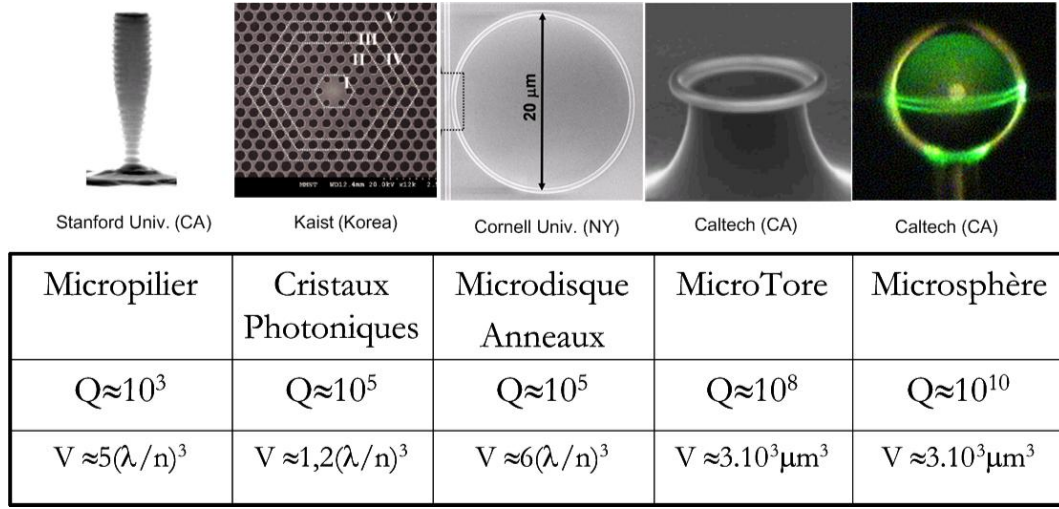 V
III
II IV
I
20 μm
Stanford Univ. (CA)
Kaist (Korea)
Cornell Univ. (NY)
Caltech (CA)
Caltech (CA)
Micropilier
Cristaux
Photoniques
Microdisque
Anneaux
MicroTore
Microsphère
Q≈10³
Q≈10⁵
Q≈10⁵
Q≈10⁸
Q≈10¹⁰
V ≈5(λ/n)³
V ≈1,2(λ/n)³
V ≈6(λ/n)³
V ≈3.10³μm³
V ≈3.10³μm³